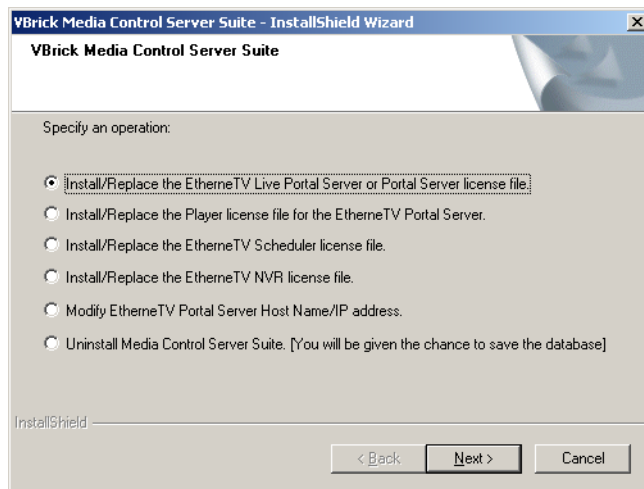 VBrick Media Control Server Suite - InstallShield Wizard
VBrick Media Control Server Suite
Specify an operation:
Install/Replace the EtherneTV Live Portal Server or Portal Server license file.
Install/Replace the Player license file for the EtherneTV Portal Server.
Install/Replace the EtherneTV Scheduler license file.
Install/Replace the EtherneTV NVR license file.
Modify EtherneTV Portal Server Host Name/IP address.
Uninstall Media Control Server Suite. [You will be given the chance to save the database]
InstallShield
< Back
Next >
Cancel